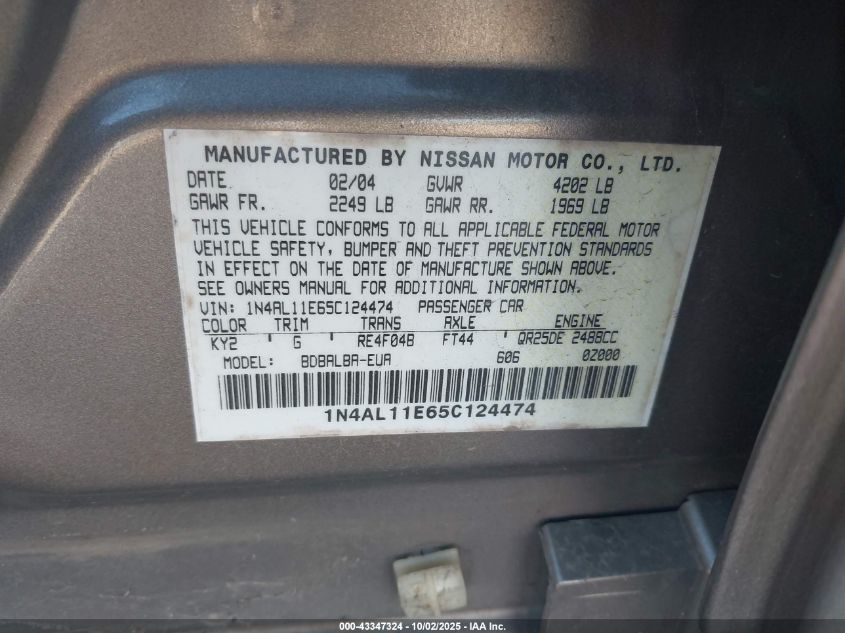 MANUFACTURED BY NISSAN MOTOR CO., LTD.
DATE 02/04 GVWR 4202 LB
GAWR FR. 2249 LB GAWR RR. 1969 LB
THIS VEHICLE CONFORMS TO ALL APPLICABLE FEDERAL MOTOR
VEHICLE SAFETY, BUMPER AND THEFT PREVENTION STANDARDS
IN EFFECT ON THE DATE OF MANUFACTURE SHOWN ABOVE.
SEE OWNERS MANUAL FOR ADDITIONAL INFORMATION.
VIN: 1N4AL11E65C124474 PASSENGER CAR
COLOR TRIM TRANS AXLE ENGINE
KY2 G RE4F04B FT44 QR25DE 2488CC
MODEL: BDBALBA-EUA 606 0Z000
1N4AL11E65C124474
000-43347324 | 10/02/2025 - IAA Inc.